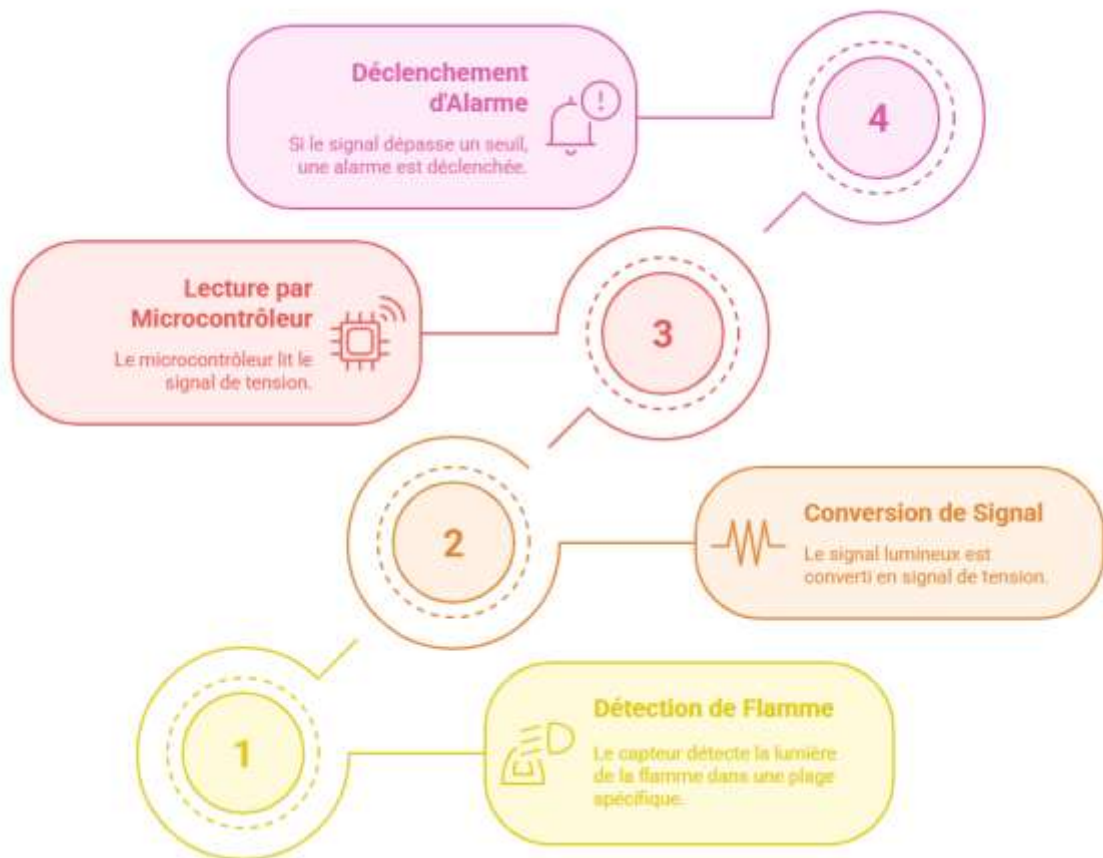 Déclenchement
d'Alarme
Si le signal dépasse un seuil,
une alarme est déclenchée.
!
4
Lecture par
Microcontrôleur
Le microcontrôleur lit le
signal de tension.
3
2
Conversion de Signal
Le signal lumineux est
converti en signal de tension.
1
Détection de Flamme
Le capteur détecte la lumière
de la flamme dans une plage
spécifique.